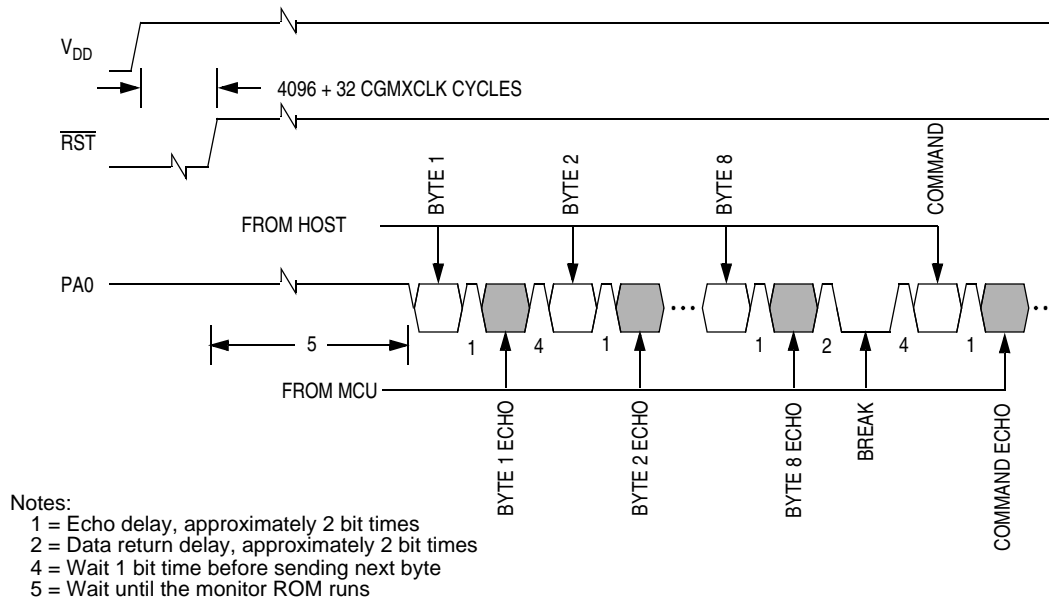 V_DD
4096 + 32 CGMXCLK CYCLES
RST
BYTE 1
BYTE 2
BYTE 8
COMMAND
FROM HOST
PA0
1
4
1
1
2
4
1
5
FROM MCU
BYTE 1 ECHO
BYTE 2 ECHO
BYTE 8 ECHO
BREAK
COMMAND ECHO
Notes:
1 = Echo delay, approximately 2 bit times
2 = Data return delay, approximately 2 bit times
4 = Wait 1 bit time before sending next byte
5 = Wait until the monitor ROM runs